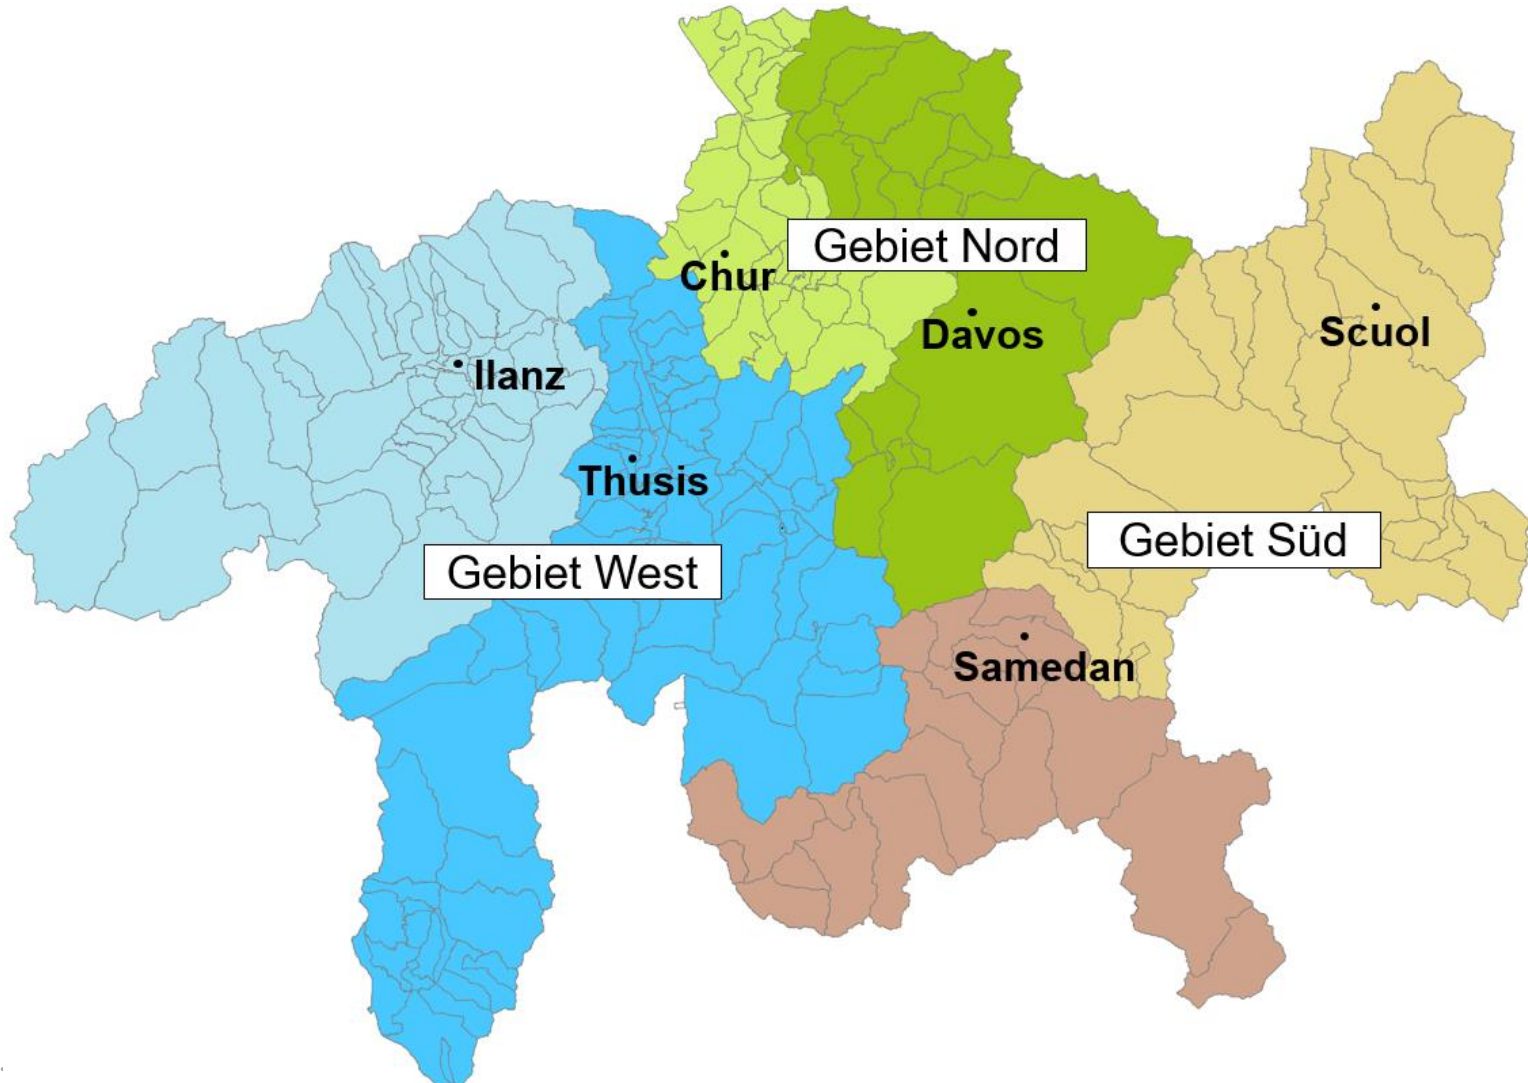 Gebiet Nord
Chur
Davos
Scuol
Ilanz
Thusis
Gebiet Süd
Gebiet West
Samedan